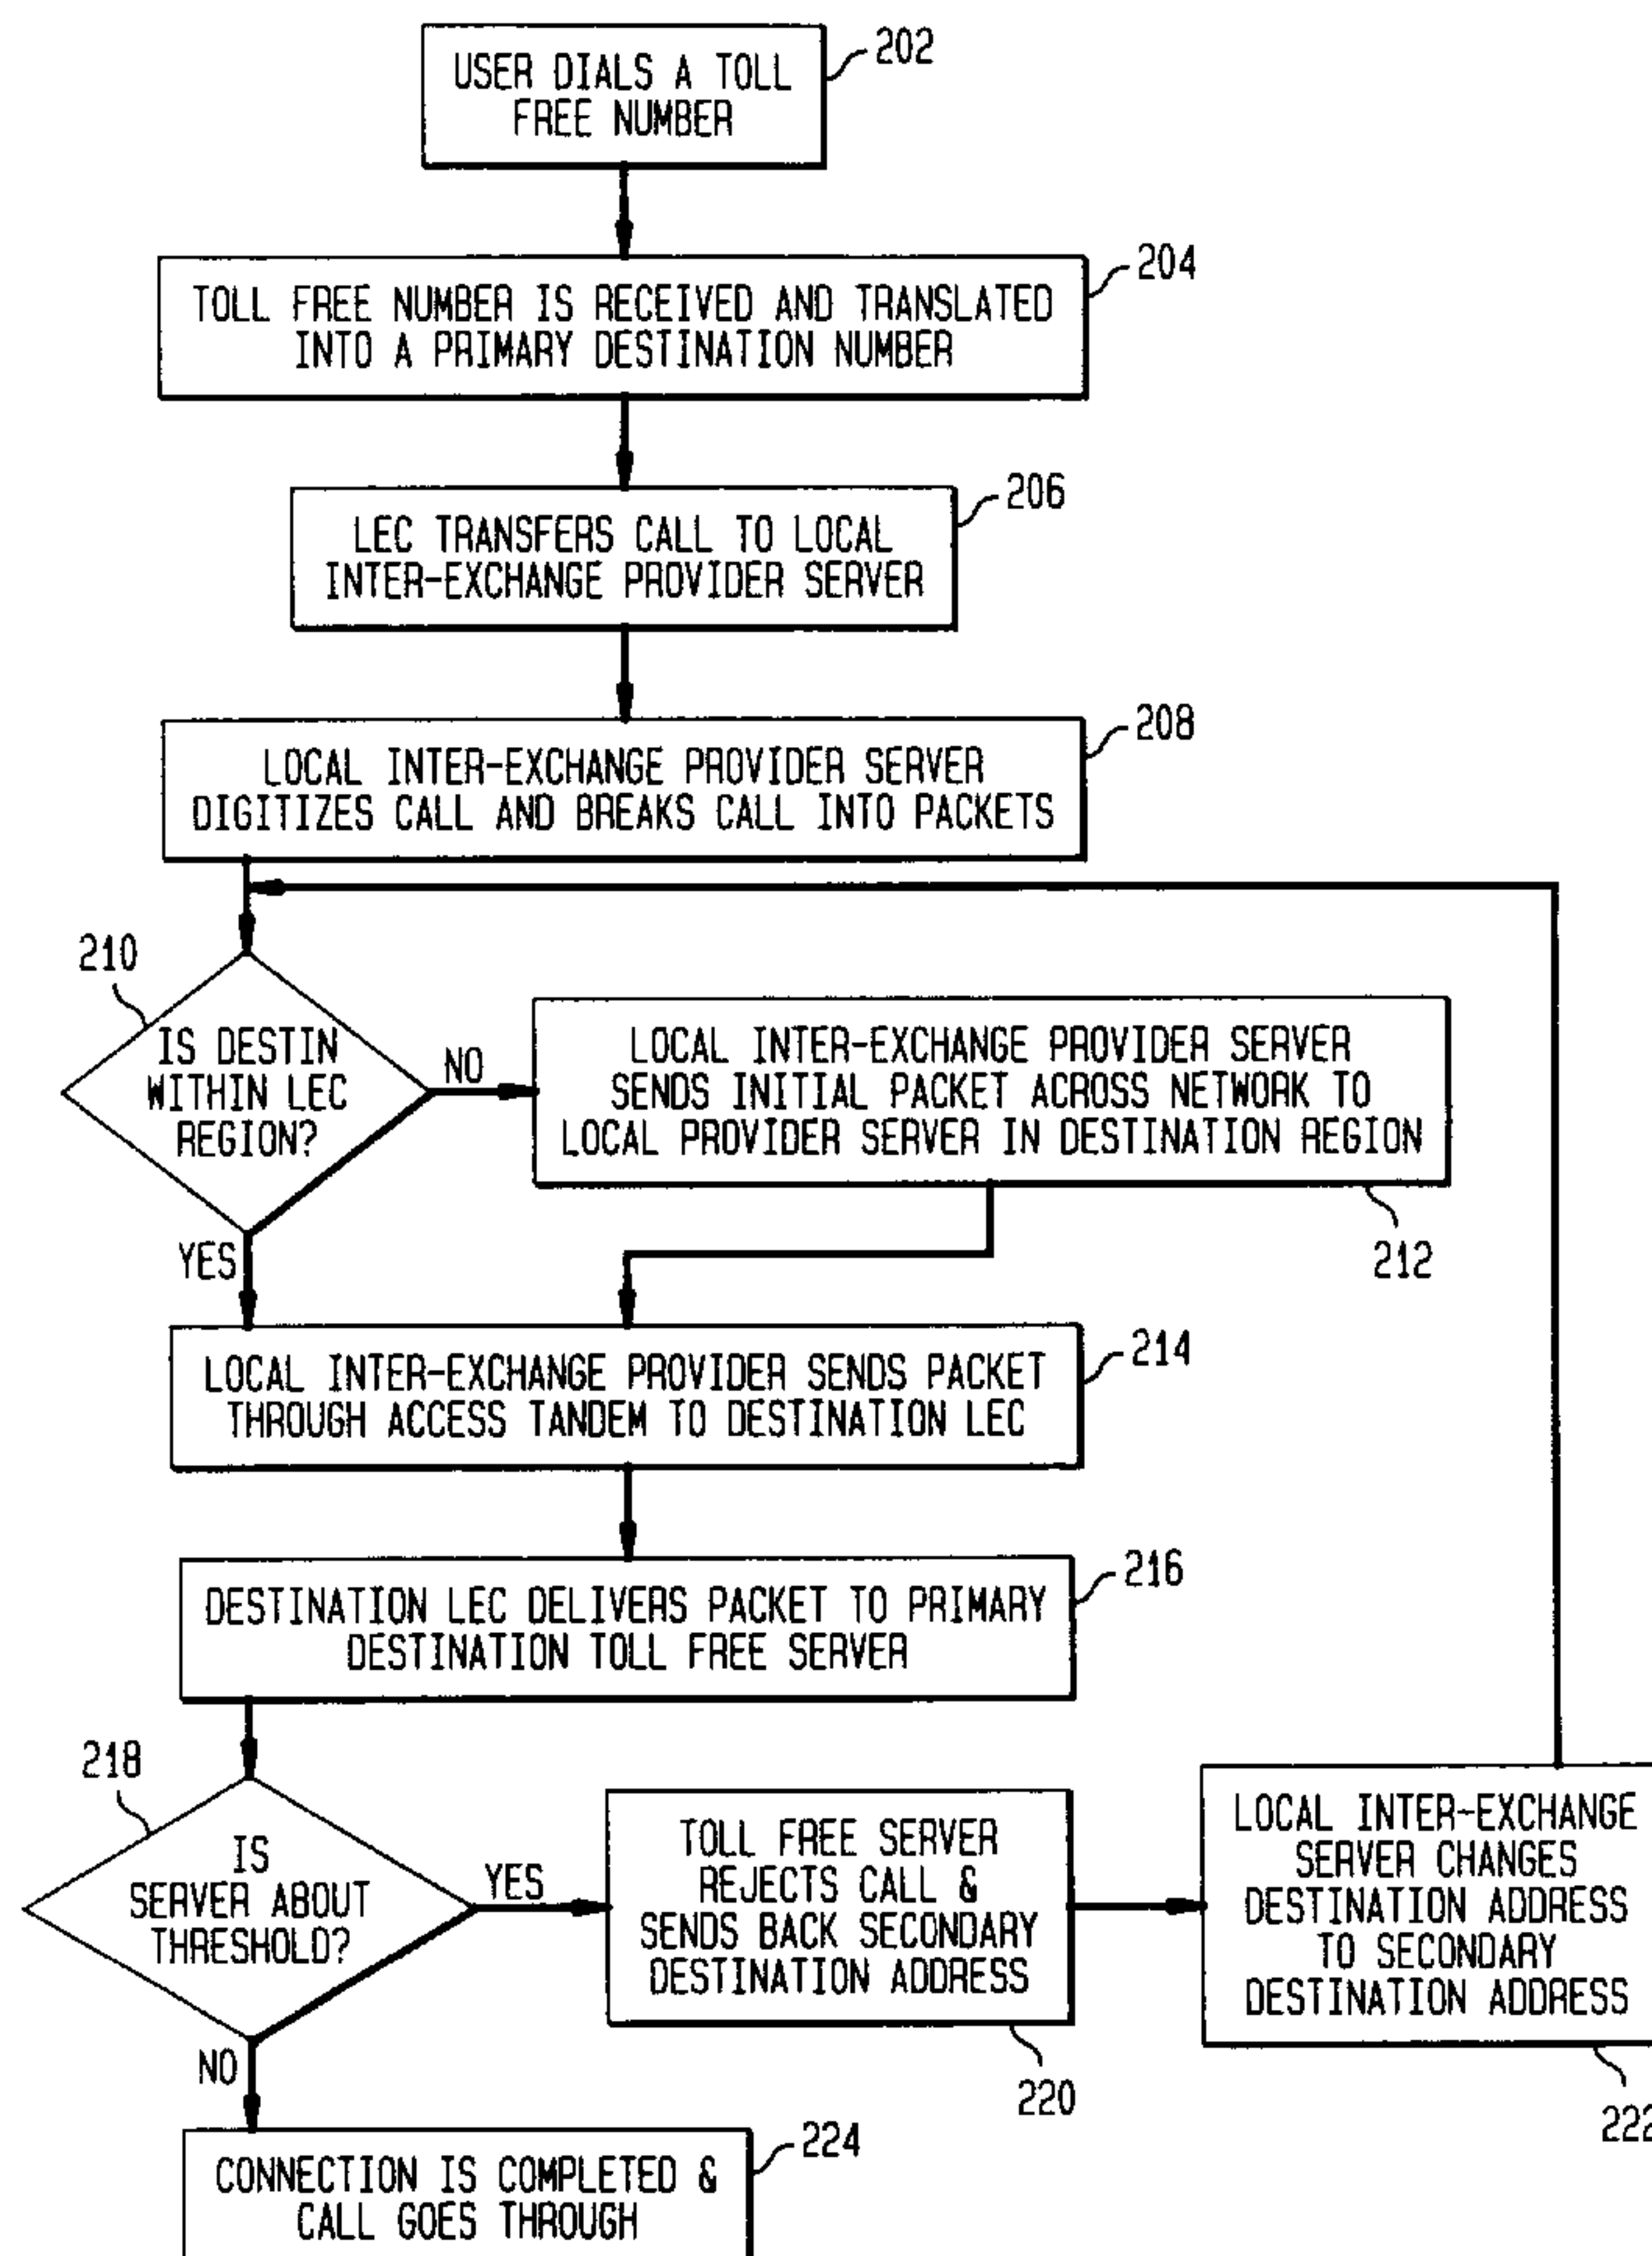 USER DIALS A TOLL
FREE NUMBER
202
TOLL FREE NUMBER IS RECEIVED AND TRANSLATED
INTO A PRIMARY DESTINATION NUMBER
204
LEC TRANSFERS CALL TO LOCAL
INTER-EXCHANGE PROVIDER SERVER
206
LOCAL INTER-EXCHANGE PROVIDER SERVER
DIGITIZES CALL AND BREAKS CALL INTO PACKETS
208
210
IS DESTIN
WITHIN LEC
REGION?
NO
YES
LOCAL INTER-EXCHANGE PROVIDER SERVER
SENDS INITIAL PACKET ACROSS NETWORK TO
LOCAL PROVIDER SERVER IN DESTINATION REGION
212
LOCAL INTER-EXCHANGE PROVIDER SENDS PACKET
THROUGH ACCESS TANDEM TO DESTINATION LEC
214
DESTINATION LEC DELIVERS PACKET TO PRIMARY
DESTINATION TOLL FREE SERVER
216
218
IS
SERVER ABOUT
THRESHOLD?
YES
NO
TOLL FREE SERVER
REJECTS CALL &
SENDS BACK SECONDARY
DESTINATION ADDRESS
220
LOCAL INTER-EXCHANGE
SERVER CHANGES
DESTINATION ADDRESS
TO SECONDARY
DESTINATION ADDRESS
222
CONNECTION IS COMPLETED &
CALL GOES THROUGH
224